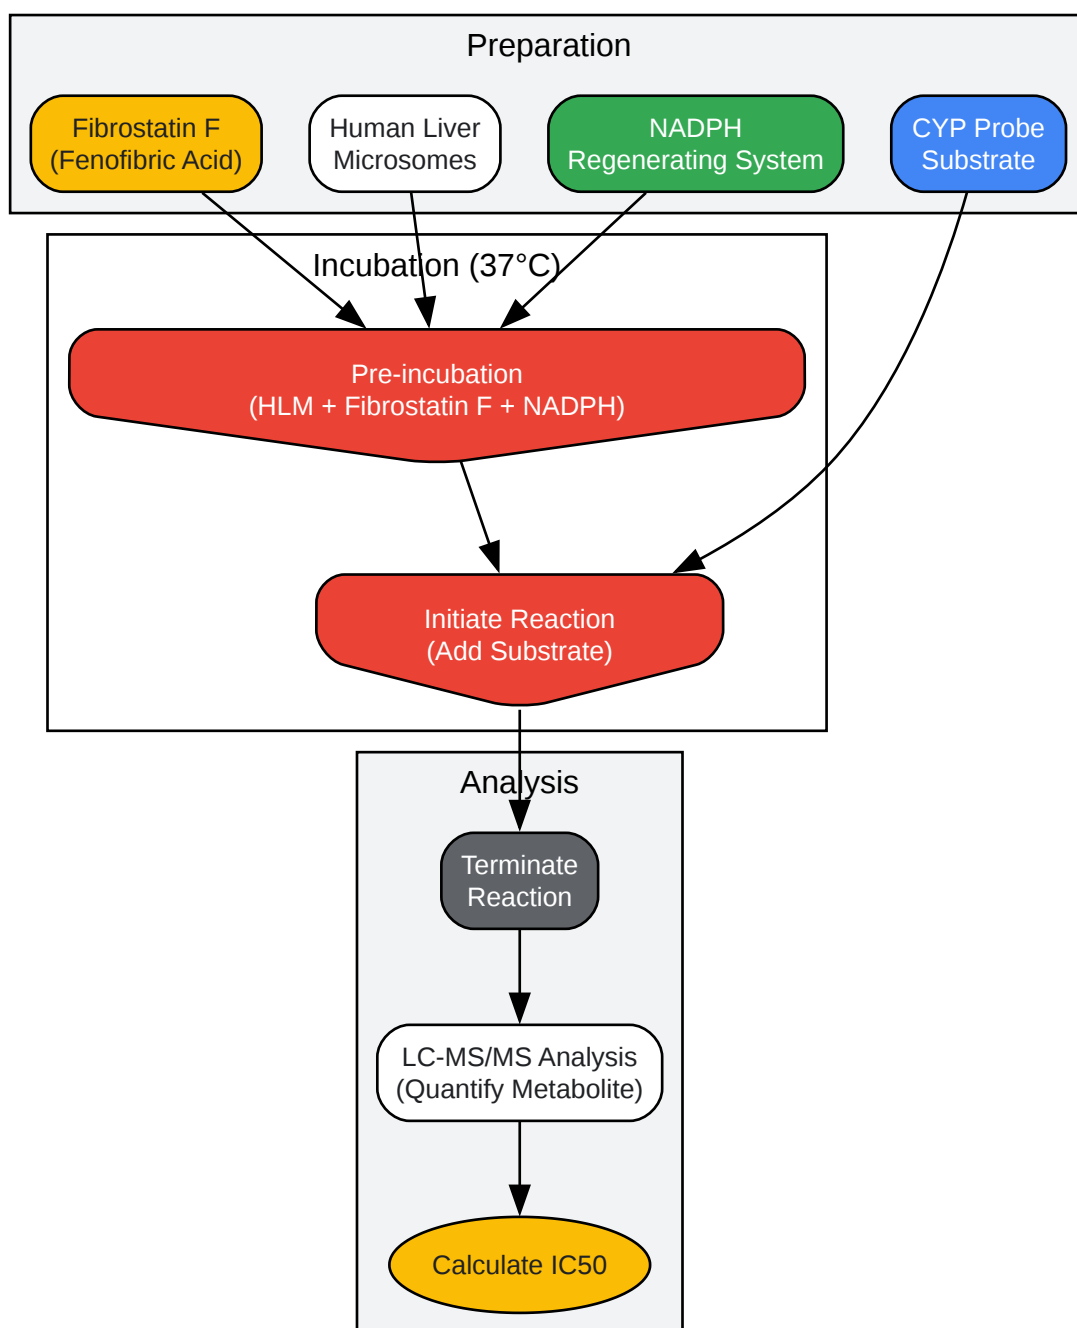 Preparation
Fibrostatin F
(Fenofibric Acid)
Human Liver
Microsomes
NADPH
Regenerating System
CYP Probe
Substrate
Incubation (37°C)
Pre-incubation
(HLM + Fibrostatin F + NADPH)
Initiate Reaction
(Add Substrate)
Analysis
Terminate
Reaction
LC-MS/MS Analysis
(Quantify Metabolite)
Calculate IC50